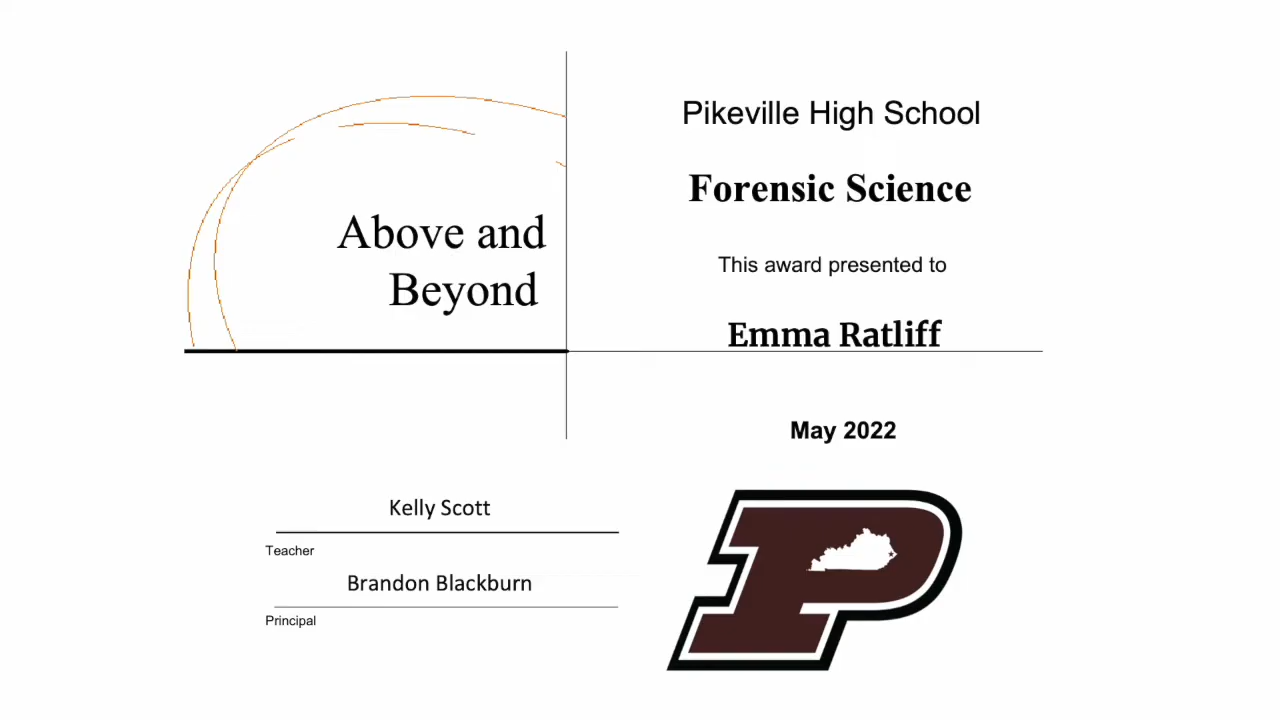 Above and
Beyond
Pikeville High School
Forensic Science
This award presented to
Emma Ratliff
May 2022
Kelly Scott
Teacher
Brandon Blackburn
Principal
P